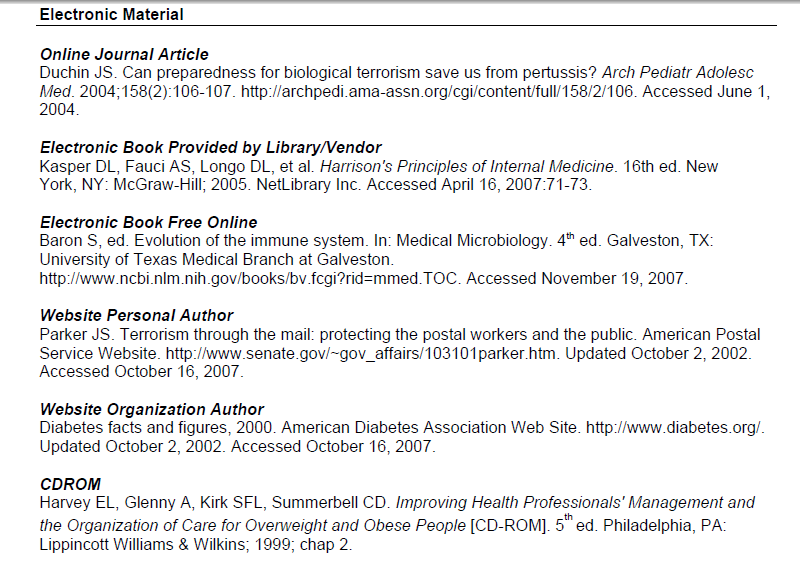 Electronic Material
Online Journal Article
Duchin JS. Can preparedness for biological terrorism save us from pertussis? Arch Pediatr Adolesc
Med. 2004;158(2):106-107. http://archpedi.ama-assn.org/cgi/content/full/158/2/106. Accessed June 1,
2004.
Electronic Book Provided by Library/Vendor
Kasper DL, Fauci AS, Longo DL, et al. Harrison's Principles of Internal Medicine. 16th ed. New
York, NY: McGraw-Hill; 2005. NetLibrary Inc. Accessed April 16, 2007:71-73.
Electronic Book Free Online
Baron S, ed. Evolution of the immune system. In: Medical Microbiology. 4th ed. Galveston, TX:
University of Texas Medical Branch at Galveston.
http://www.ncbi.nlm.nih.gov/books/bv.fcgi?rid=mmed.TOC. Accessed November 19, 2007.
Website Personal Author
Parker JS. Terrorism through the mail: protecting the postal workers and the public. American Postal
Service Website. http://www.senate.gov/~gov_affairs/103101parker.htm. Updated October 2, 2002.
Accessed October 16, 2007.
Website Organization Author
Diabetes facts and figures, 2000. American Diabetes Association Web Site. http://www.diabetes.org/.
Updated October 2, 2002. Accessed October 16, 2007.
CDROM
Harvey EL, Glenny A, Kirk SFL, Summerbell CD. Improving Health Professionals' Management and
the Organization of Care for Overweight and Obese People [CD-ROM]. 5th ed. Philadelphia, PA:
Lippincott Williams & Wilkins; 1999; chap 2.